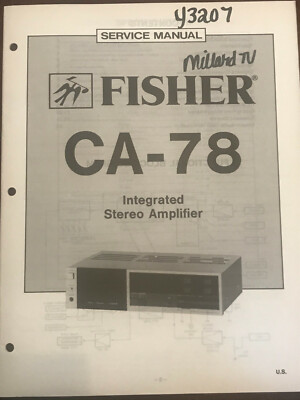 y3207
SERVICE MANUAL
Millard TV
FISHER®
CA-78
Integrated
Stereo Amplifier
U.S.